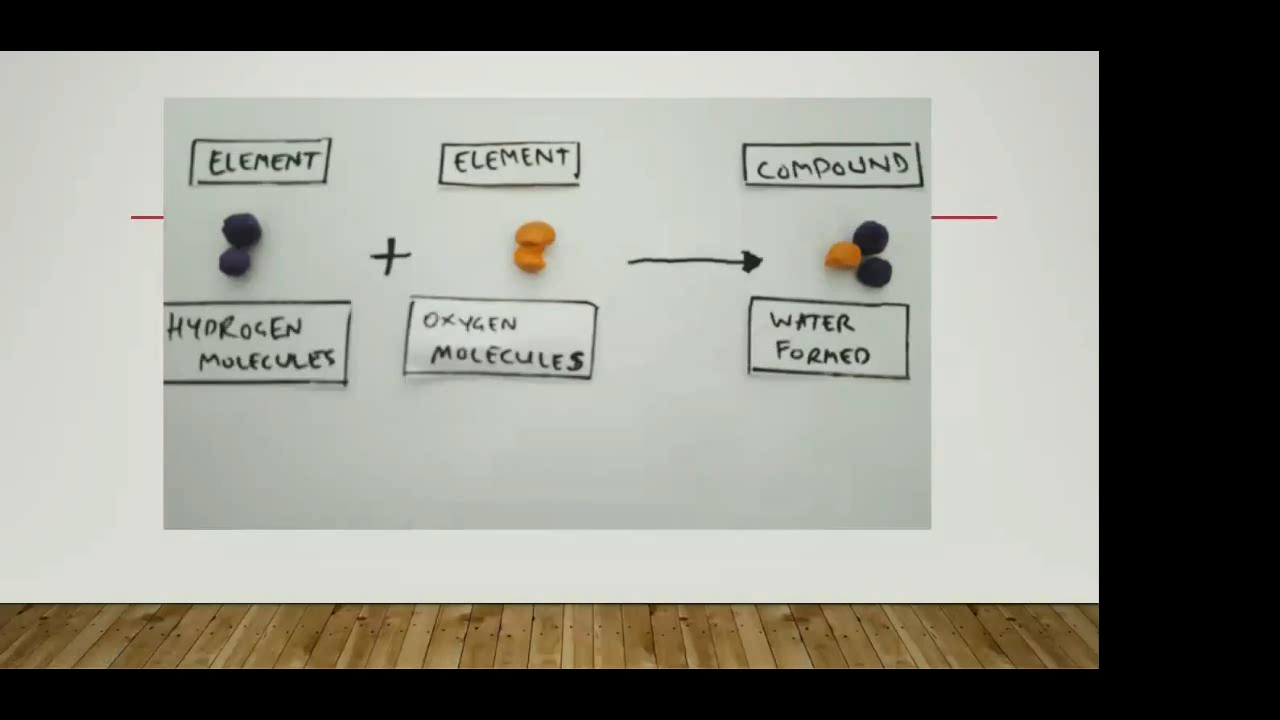 ELEMENT
ELEMENT
COMPOUND
+
HYDROGEN
MOLECULES
OXYGEN
MOLECULES
WATER
FORMED